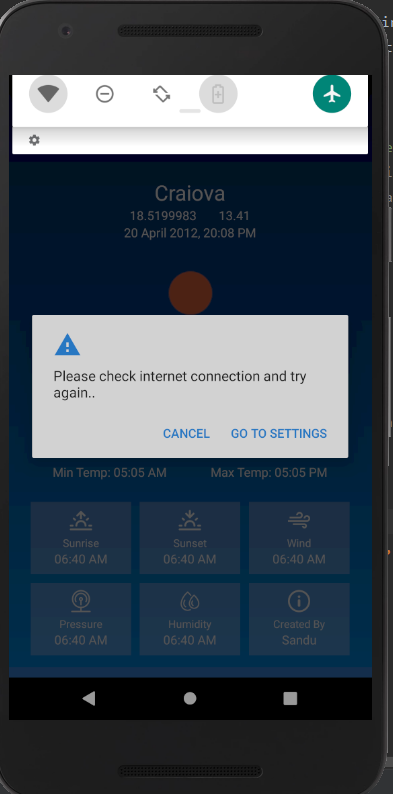 Craiova
18.5199983 13.41
20 April 2012, 20:08 PM
Please check internet connection and try
again..
CANCEL GO TO SETTINGS
Min Temp: 05:05 AM Max Temp: 05:05 PM
Sunrise Sunset Wind
06:40 AM 06:40 AM 06:40 AM
Pressure Humidity Created By
06:40 AM 06:40 AM Sandu